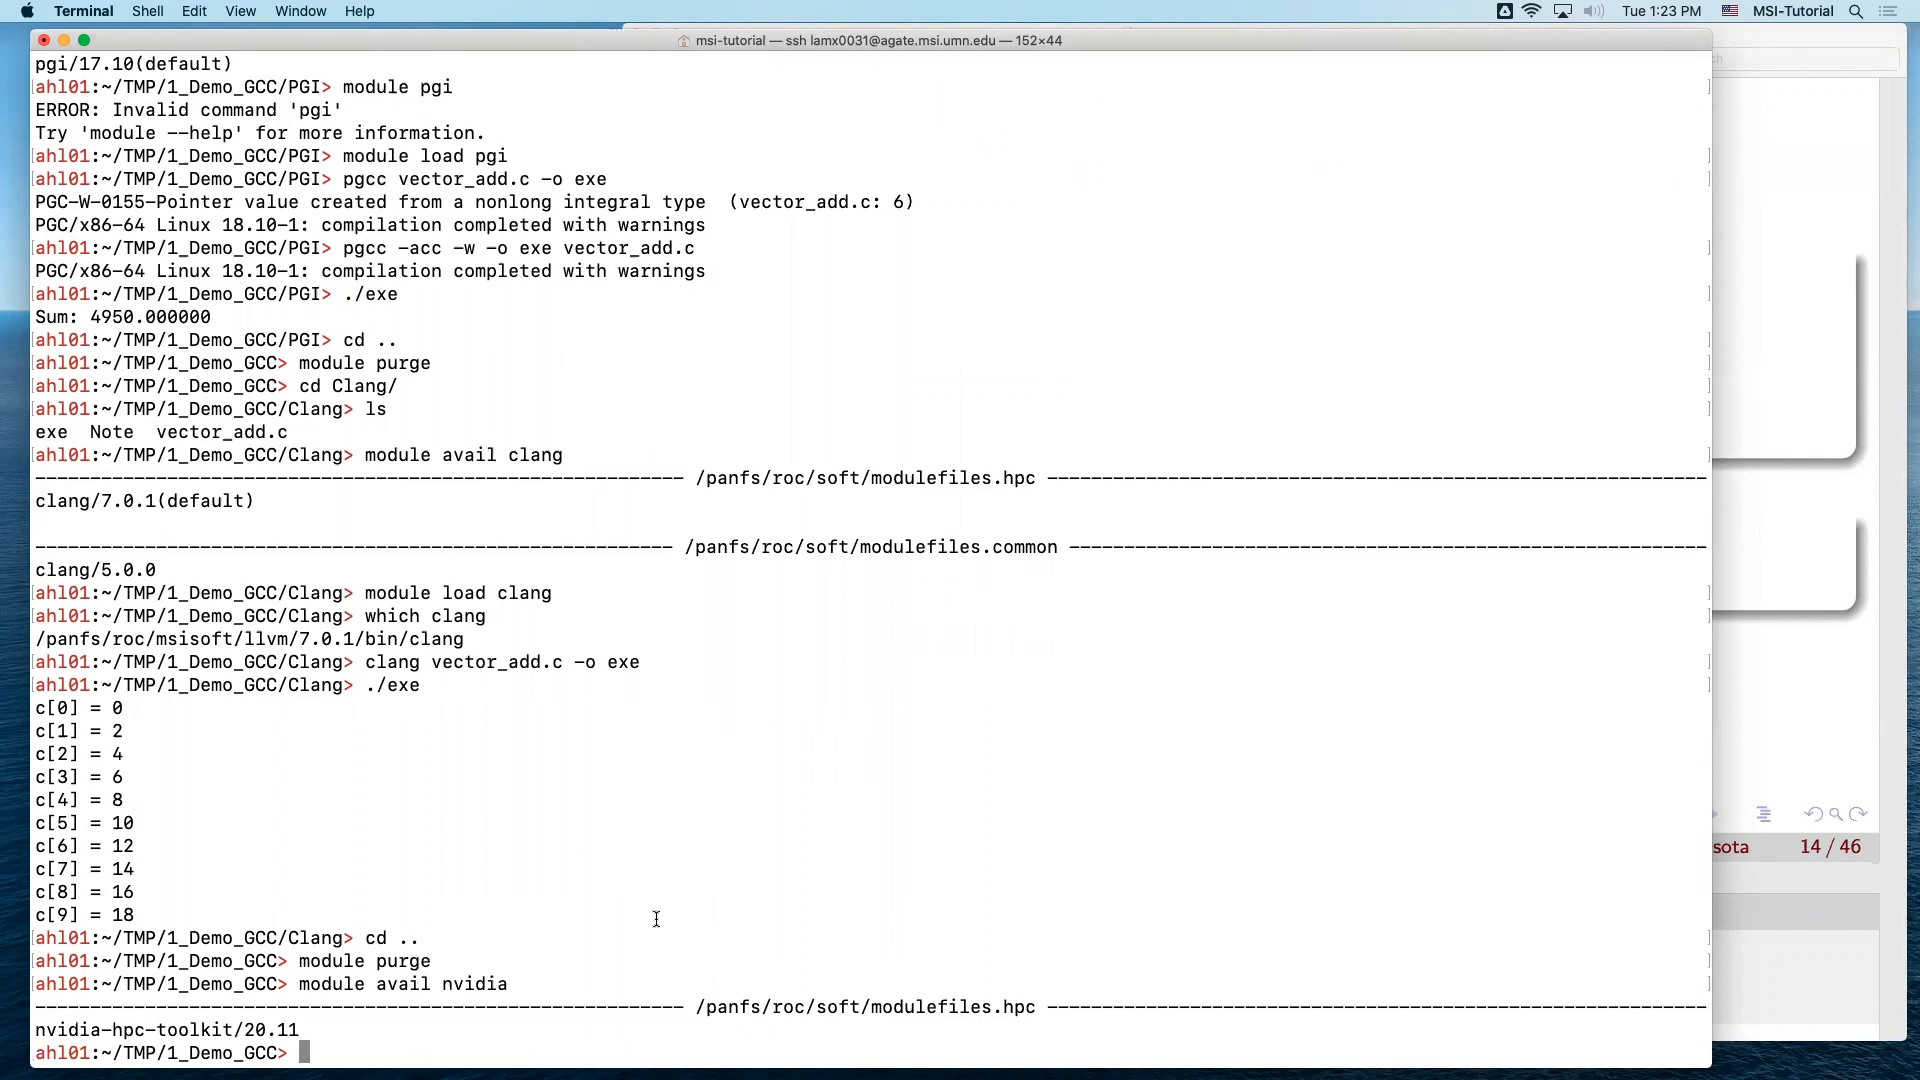 Terminal Shell Edit View Window Help Tue 1:23 PM MSI-Tutorial
msi-tutorial — ssh lamx0031@agate.msi.umn.edu — 152×44
pgi/17.10(default)
ahl01:~/TMP/1_Demo_GCC/PGI> module pgi
ERROR: Invalid command 'pgi'
Try 'module --help' for more information.
ahl01:~/TMP/1_Demo_GCC/PGI> module load pgi
ahl01:~/TMP/1_Demo_GCC/PGI> pgcc vector_add.c -o exe
PGC-W-0155-Pointer value created from a nonlong integral type  (vector_add.c: 6)
PGC/x86-64 Linux 18.10-1: compilation completed with warnings
ahl01:~/TMP/1_Demo_GCC/PGI> pgcc -acc -w -o exe vector_add.c
PGC/x86-64 Linux 18.10-1: compilation completed with warnings
ahl01:~/TMP/1_Demo_GCC/PGI> ./exe
Sum: 4950.000000
ahl01:~/TMP/1_Demo_GCC/PGI> cd ..
ahl01:~/TMP/1_Demo_GCC> module purge
ahl01:~/TMP/1_Demo_GCC> cd Clang/
ahl01:~/TMP/1_Demo_GCC/Clang> ls
exe  Note  vector_add.c
ahl01:~/TMP/1_Demo_GCC/Clang> module avail clang
/panfs/roc/soft/modulefiles.hpc
clang/7.0.1(default)
/panfs/roc/soft/modulefiles.common
clang/5.0.0
ahl01:~/TMP/1_Demo_GCC/Clang> module load clang
ahl01:~/TMP/1_Demo_GCC/Clang> which clang
/panfs/roc/msisoft/llvm/7.0.1/bin/clang
ahl01:~/TMP/1_Demo_GCC/Clang> clang vector_add.c -o exe
ahl01:~/TMP/1_Demo_GCC/Clang> ./exe
c[0] = 0
c[1] = 2
c[2] = 4
c[3] = 6
c[4] = 8
c[5] = 10
c[6] = 12
c[7] = 14
c[8] = 16
c[9] = 18
ahl01:~/TMP/1_Demo_GCC/Clang> cd ..
ahl01:~/TMP/1_Demo_GCC> module purge
ahl01:~/TMP/1_Demo_GCC> module avail nvidia
/panfs/roc/soft/modulefiles.hpc
nvidia-hpc-toolkit/20.11
ahl01:~/TMP/1_Demo_GCC>
sota 14 / 46